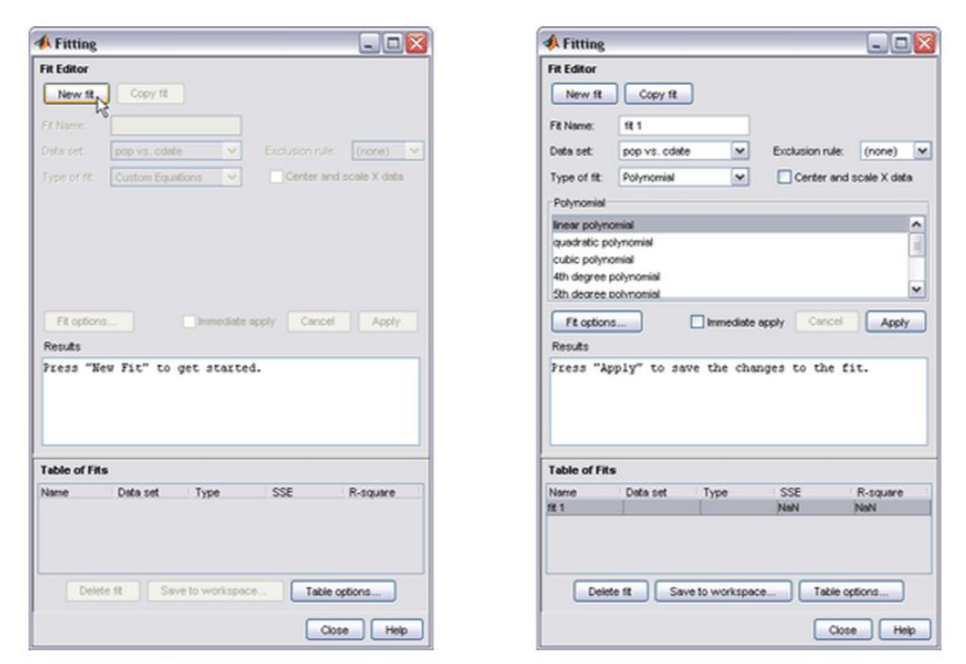 Fitting
Fit Editor
New fit
Copy fit
Fit Name:
Data set:
pop vs. cdate
Exclusion rule:
(none)
Type of fit:
Custom Equations
Center and scale X data
Fit options...
Immediate apply
Cancel
Apply
Results
Press "New Fit" to get started.
Table of Fits
Name Data set Type SSE R-square
Delete fit
Save to workspace...
Table options...
Close
Help
Fitting
Fit Editor
New fit
Copy fit
Fit Name:
fit 1
Data set:
pop vs. cdate
Exclusion rule:
(none)
Type of fit:
Polynomial
Center and scale X data
Polynomial
linear polynomial
quadratic polynomial
cubic polynomial
4th degree polynomial
5th degree polynomial
Fit options...
Immediate apply
Cancel
Apply
Results
Press "Apply" to save the changes to the fit.
Table of Fits
Name Data set Type SSE R-square
fit 1 NaN NaN
Delete fit
Save to workspace...
Table options...
Close
Help